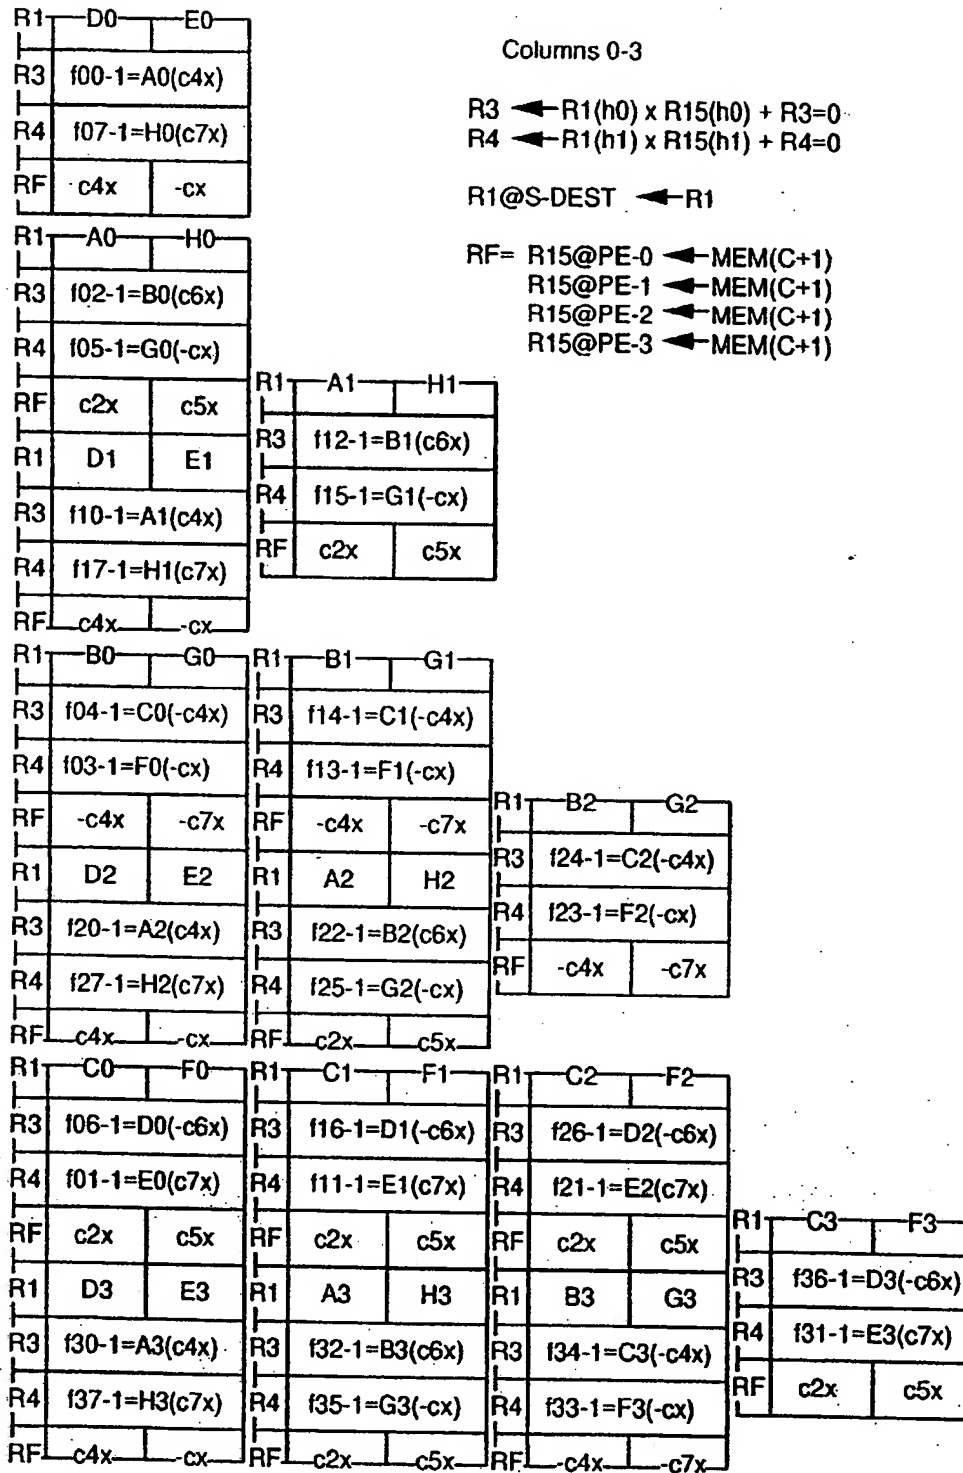 R1 D0 E0
R3 f00-1=A0(c4x)
R4 f07-1=H0(c7x)
RF c4x -cx
Columns 0-3
R3 ← R1(h0) x R15(h0) + R3=0
R4 ← R1(h1) x R15(h1) + R4=0
R1@S-DEST ← R1
RF= R15@PE-0 ← MEM(C+1)
R15@PE-1 ← MEM(C+1)
R15@PE-2 ← MEM(C+1)
R15@PE-3 ← MEM(C+1)
R1 A0 H0
R3 f02-1=B0(c6x)
R4 f05-1=G0(-cx)
RF c2x c5x
R1 D1 E1
R3 f10-1=A1(c4x)
R4 f17-1=H1(c7x)
RF c4x -cx
R1 A1 H1
R3 f12-1=B1(c6x)
R4 f15-1=G1(-cx)
RF c2x c5x
R1 B0 G0
R3 f04-1=C0(-c4x)
R4 f03-1=F0(-cx)
RF -c4x -c7x
R1 D2 E2
R3 f20-1=A2(c4x)
R4 f27-1=H2(c7x)
RF c4x -cx
R1 B1 G1
R3 f14-1=C1(-c4x)
R4 f13-1=F1(-cx)
RF -c4x -c7x
R1 A2 H2
R3 f22-1=B2(c6x)
R4 f25-1=G2(-cx)
RF c2x c5x
R1 B2 G2
R3 f24-1=C2(-c4x)
R4 f23-1=F2(-cx)
RF -c4x -c7x
R1 C0 F0
R3 f06-1=D0(-c6x)
R4 f01-1=E0(c7x)
RF c2x c5x
R1 D3 E3
R3 f30-1=A3(c4x)
R4 f37-1=H3(c7x)
RF c4x -cx
R1 C1 F1
R3 f16-1=D1(-c6x)
R4 f11-1=E1(c7x)
RF c2x c5x
R1 A3 H3
R3 f32-1=B3(c6x)
R4 f35-1=G3(-cx)
RF c2x c5x
R1 C2 F2
R3 f26-1=D2(-c6x)
R4 f21-1=E2(c7x)
RF c2x c5x
R1 B3 G3
R3 f34-1=C3(-c4x)
R4 f33-1=F3(-cx)
RF -c4x -c7x
R1 C3 F3
R3 f36-1=D3(-c6x)
R4 f31-1=E3(c7x)
RF c2x c5x